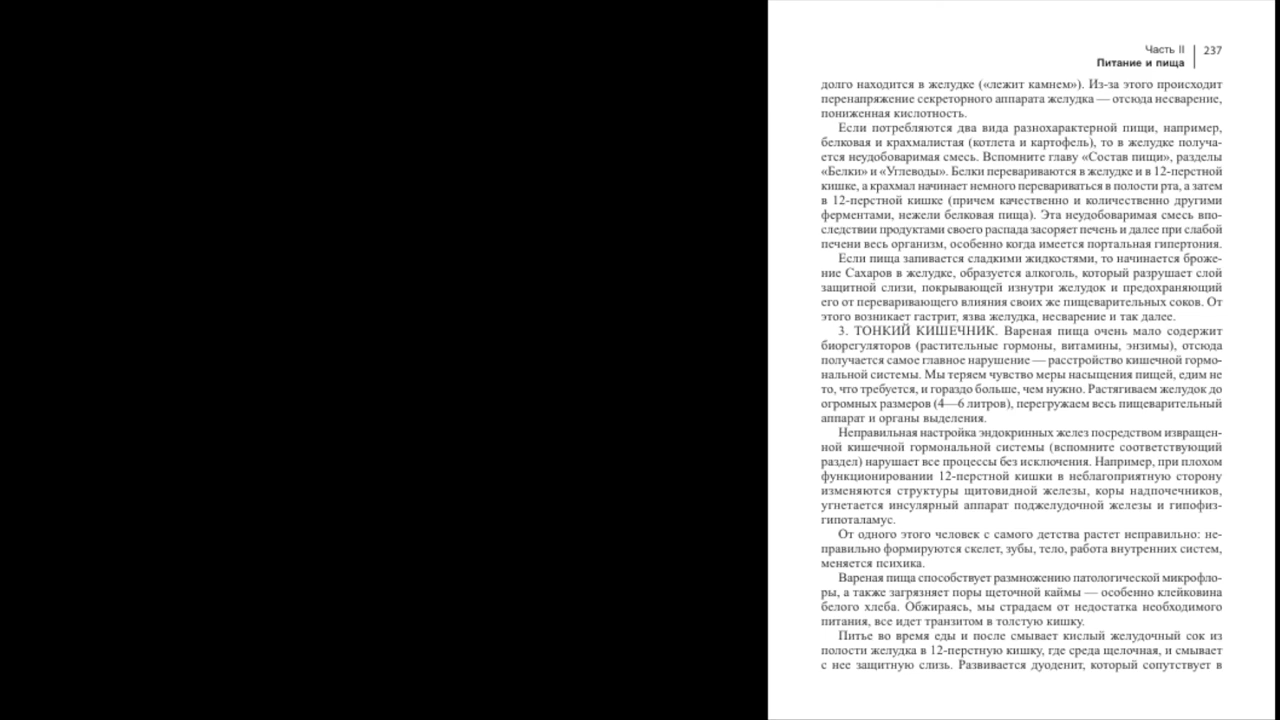 Часть II
237
Питание и пища
долго находится в желудке («лежит камнем»). Из-за этого происходит
перенапряжение секреторного аппарата желудка — отсюда несварение,
пониженная кислотность.
Если потребляются два вида разнохарактерной пищи, например,
белковая и крахмалистая (котлета и картофель), то в желудке получа-
ется неудобоваримая смесь. Вспомните главу «Состав пищи», разделы
«Белки» и «Углеводы». Белки перевариваются в желудке и в 12-перстной
кишке, а крахмал начинает немного перевариваться в полости рта, а затем
в 12-перстной кишке (причем качественно и количественно другими
ферментами, нежели белковая пища). Эта неудобоваримая смесь впо-
следствии продуктами своего распада засоряет печень и далее при слабой
печени весь организм, особенно когда имеется портальная гипертония.
Если пища запивается сладкими жидкостями, то начинается броже-
ние Сахаров в желудке, образуется алкоголь, который разрушает слой
защитной слизи, покрывающей изнутри желудок и предохраняющий
его от переваривающего влияния своих же пищеварительных соков. От
этого возникает гастрит, язва желудка, несварение и так далее.
3. ТОНКИЙ КИШЕЧНИК. Вареная пища очень мало содержит
биорегуляторов (растительные гормоны, витамины, энзимы), отсюда
получается самое главное нарушение — расстройство кишечной гормо-
нальной системы. Мы теряем чувство меры насыщения пищей, едим не
то, что требуется, и гораздо больше, чем нужно. Растягиваем желудок до
огромных размеров (4—6 литров), перегружаем весь пищеварительный
аппарат и органы выделения.
Неправильная настройка эндокринных желез посредством извращен-
ной кишечной гормональной системы (вспомните соответствующий
раздел) нарушает все процессы без исключения. Например, при плохом
функционировании 12-перстной кишки в неблагоприятную сторону
изменяются структуры щитовидной железы, коры надпочечников,
угнетается инсулярный аппарат поджелудочной железы и гипофиз-
гипоталамус.
От одного этого человек с самого детства растет неправильно: не-
правильно формируются скелет, зубы, тело, работа внутренних систем,
меняется психика.
Вареная пища способствует размножению патологической микрофло-
ры, а также загрязняет поры щеточной каймы — особенно клейковина
белого хлеба. Обжираясь, мы страдаем от недостатка необходимого
питания, все идет транзитом в толстую кишку.
Питье во время еды и после смывает кислый желудочный сок из
полости желудка в 12-перстную кишку, где среда щелочная, и смывает
с нее защитную слизь. Развивается дуоденит, который сопутствует в